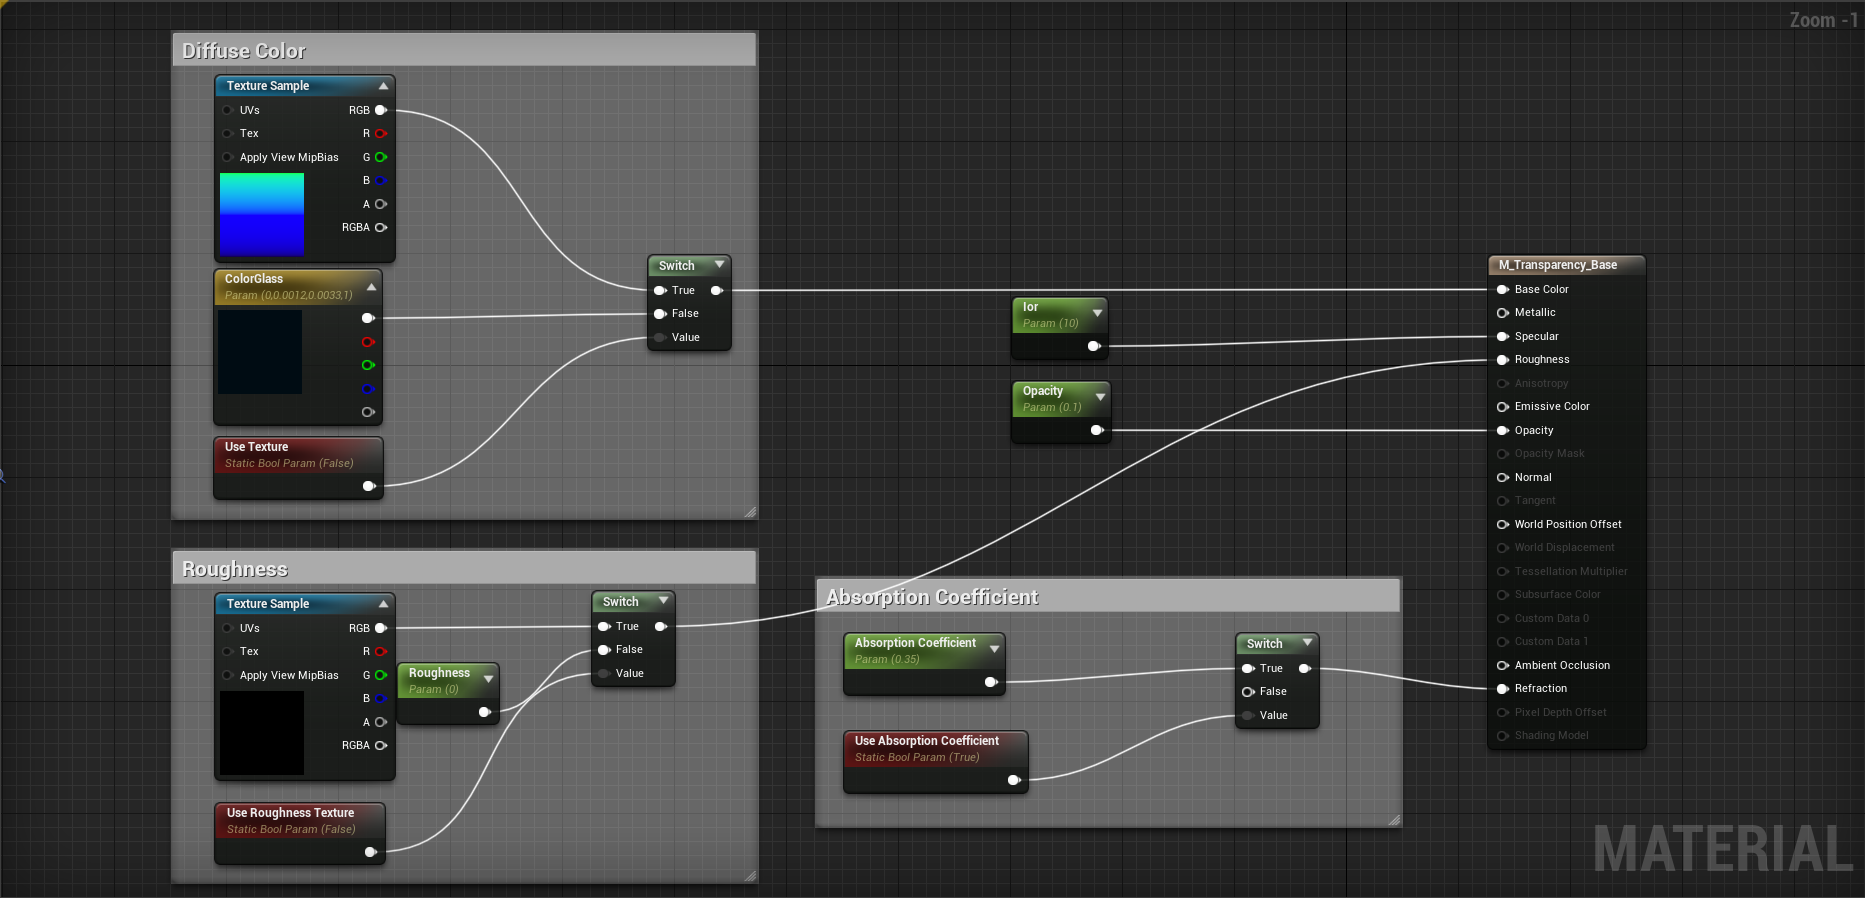 Zoom -1
Diffuse Color
Texture Sample
UVs RGB
Tex R
Apply View MipBias G
B
A
RGBA
ColorGlass
Param (0,0.0012,0.0033,1)
Use Texture
Static Bool Param (False)
Switch
True
False
Value
Ior
Param (10)
Opacity
Param (0.1)
M_Transparency_Base
Base Color
Metallic
Specular
Roughness
Anisotropy
Emissive Color
Opacity
Opacity Mask
Normal
Tangent
World Position Offset
World Displacement
Tessellation Multiplier
Subsurface Color
Custom Data 0
Custom Data 1
Ambient Occlusion
Refraction
Pixel Depth Offset
Shading Model
Roughness
Texture Sample
UVs RGB
Tex R
Apply View MipBias G
B
A
RGBA
Roughness
Param (0)
Use Roughness Texture
Static Bool Param (False)
Switch
True
False
Value
Absorption Coefficient
Absorption Coefficient
Param (0.35)
Use Absorption Coefficient
Static Bool Param (True)
Switch
True
False
Value
MATERIAL